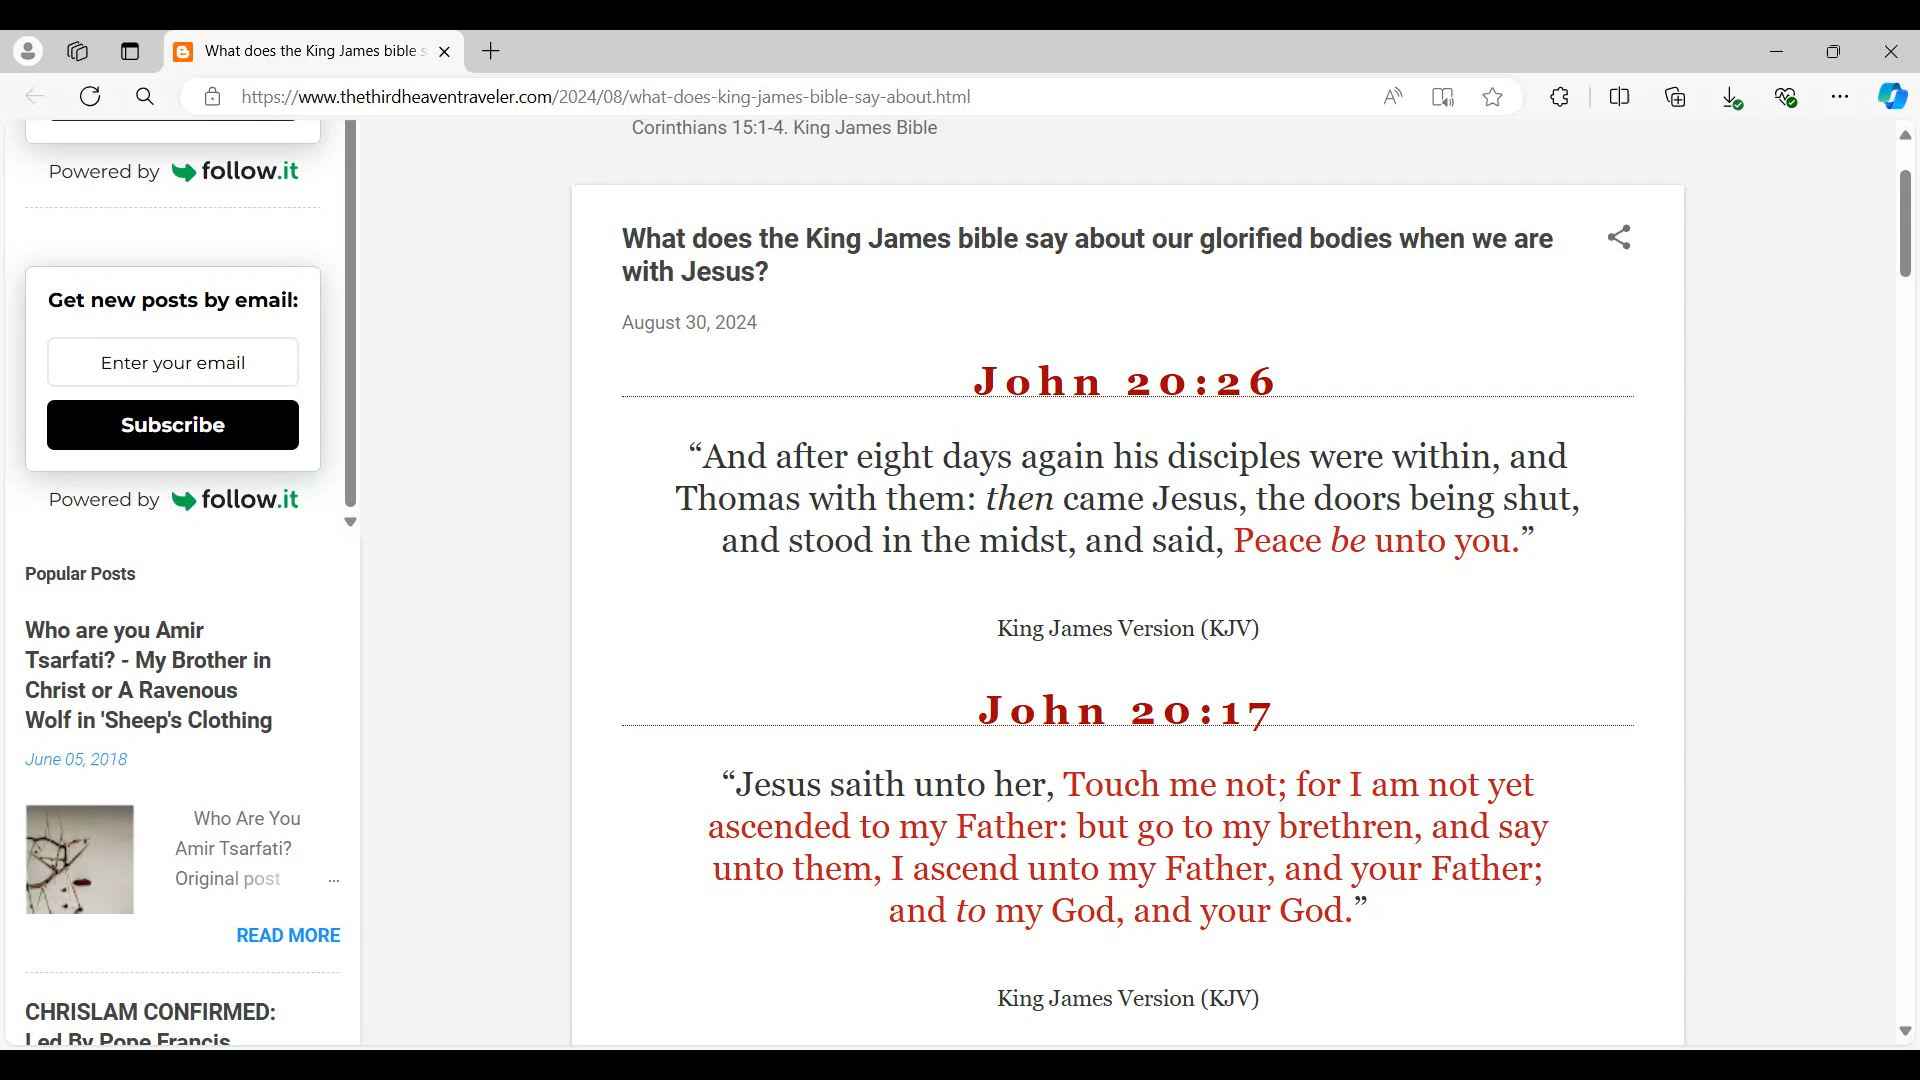 What does the King James bible s
https://www.thethirdheaventraveler.com/2024/08/what-does-king-james-bible-say-about.html
Corinthians 15:1-4. King James Bible
Powered by follow.it
Get new posts by email:
Enter your email
Subscribe
Powered by follow.it
Popular Posts
Who are you Amir
Tsarfati? - My Brother in
Christ or A Ravenous
Wolf in 'Sheep's Clothing
June 05, 2018
Who Are You
Amir Tsarfati?
Original post ...
READ MORE
CHRISLAM CONFIRMED:
Led By Pope Francis
What does the King James bible say about our glorified bodies when we are
with Jesus?
August 30, 2024
John 20:26
“And after eight days again his disciples were within, and
Thomas with them: then came Jesus, the doors being shut,
and stood in the midst, and said, Peace be unto you.”
King James Version (KJV)
John 20:17
“Jesus saith unto her, Touch me not; for I am not yet
ascended to my Father: but go to my brethren, and say
unto them, I ascend unto my Father, and your Father;
and to my God, and your God.”
King James Version (KJV)